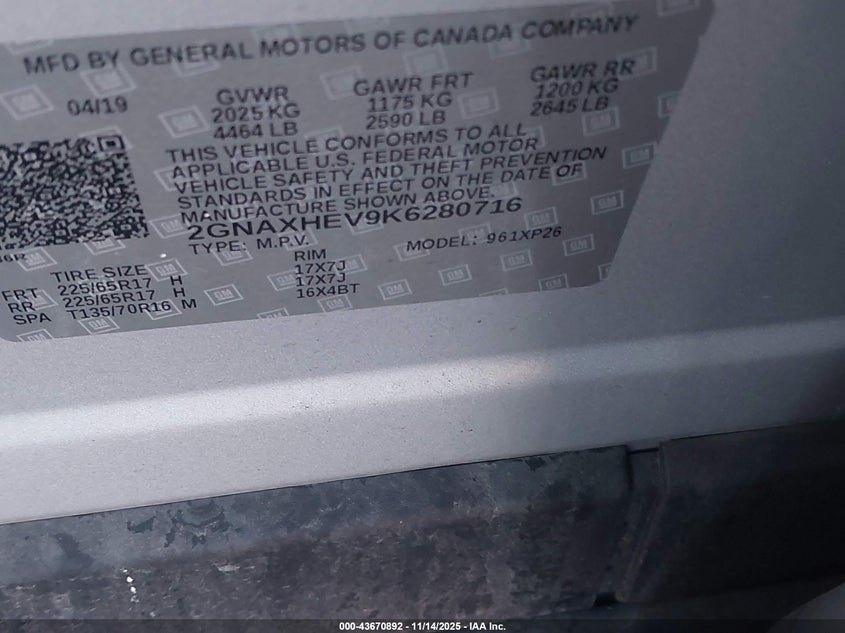 MFD BY GENERAL MOTORS OF CANADA COMPANY
04/19
GVWR
2025 KG
4464 LB
GAWR FRT
1175 KG
2590 LB
GAWR RR
1200 KG
2645 LB
THIS VEHICLE CONFORMS TO ALL
APPLICABLE U.S. FEDERAL MOTOR
VEHICLE SAFETY AND THEFT PREVENTION
STANDARDS IN EFFECT ON THE DATE OF
MANUFACTURE SHOWN ABOVE.
2GNAXHEV9K6280716
TYPE: M.P.V. MODEL: 961XP26
TIRE SIZE RIM
FRT 225/65R17 H 17X7J
RR 225/65R17 H 17X7J
SPA T135/70R16 M 16X4BT
000-43670892 - 11/14/2025 - IAA Inc.